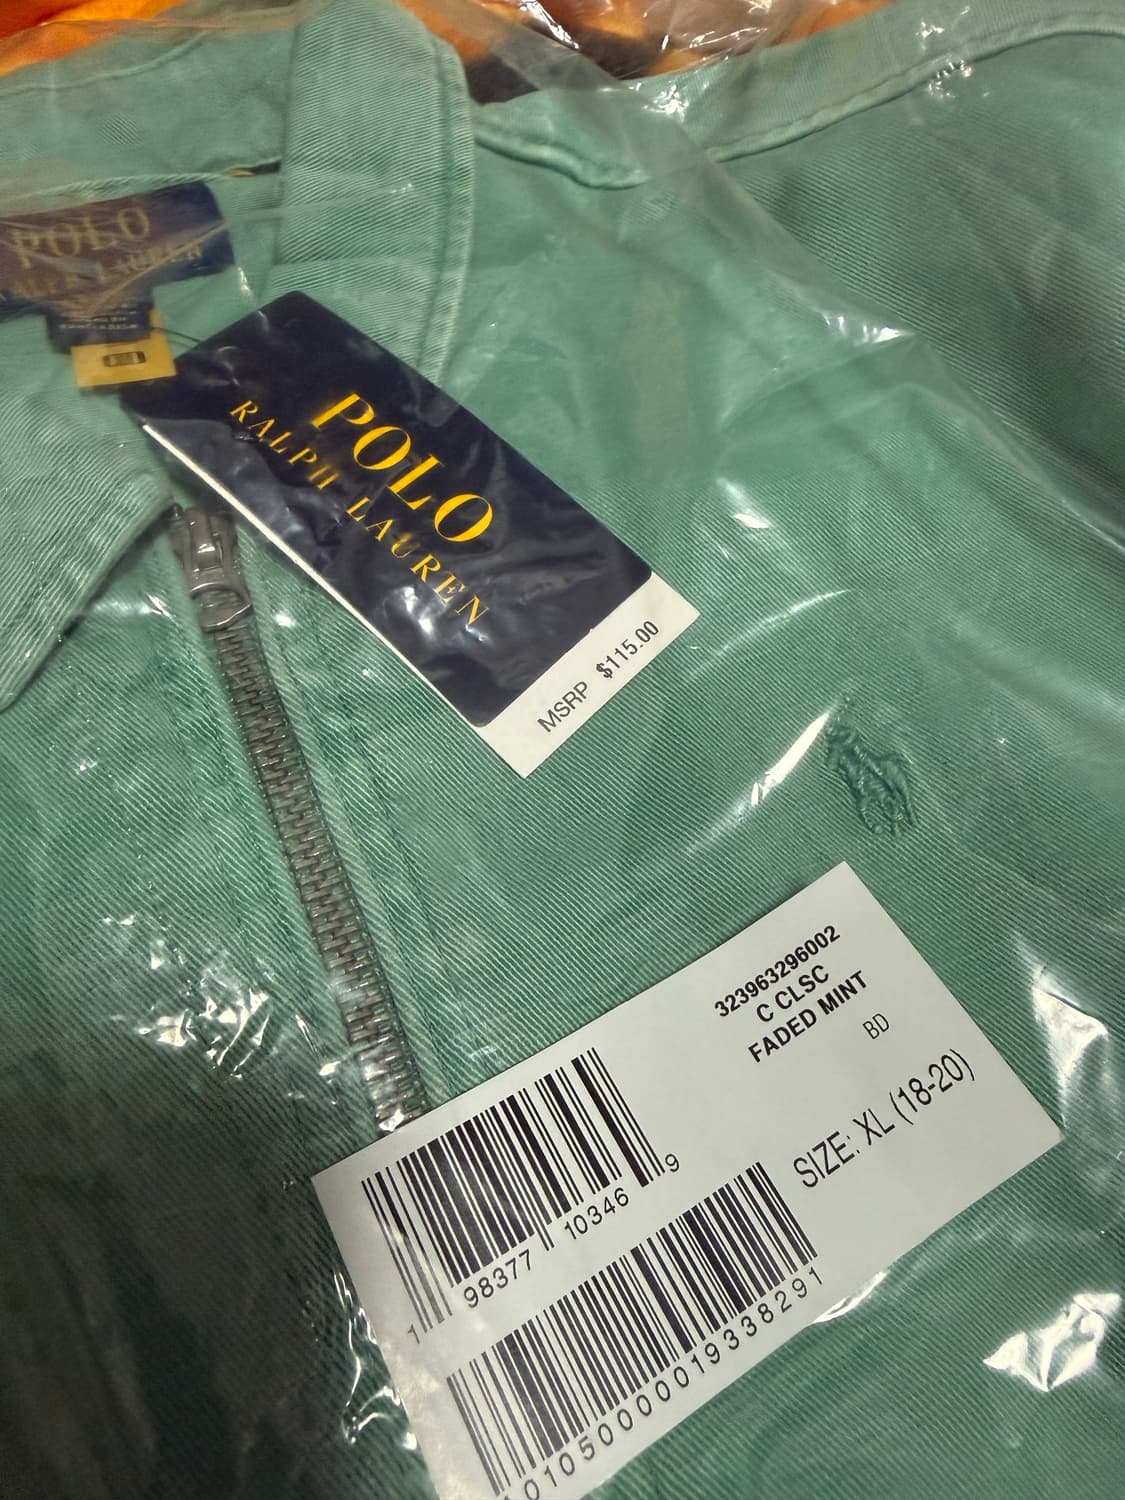 POLO
RALPH LAUREN
POLO
RALPH LAUREN
MSRP $115.00
323963296002
C CLSC
FADED MINT
BD
SIZE: XL (18-20)
1 98377 10346 9
01050000019338291